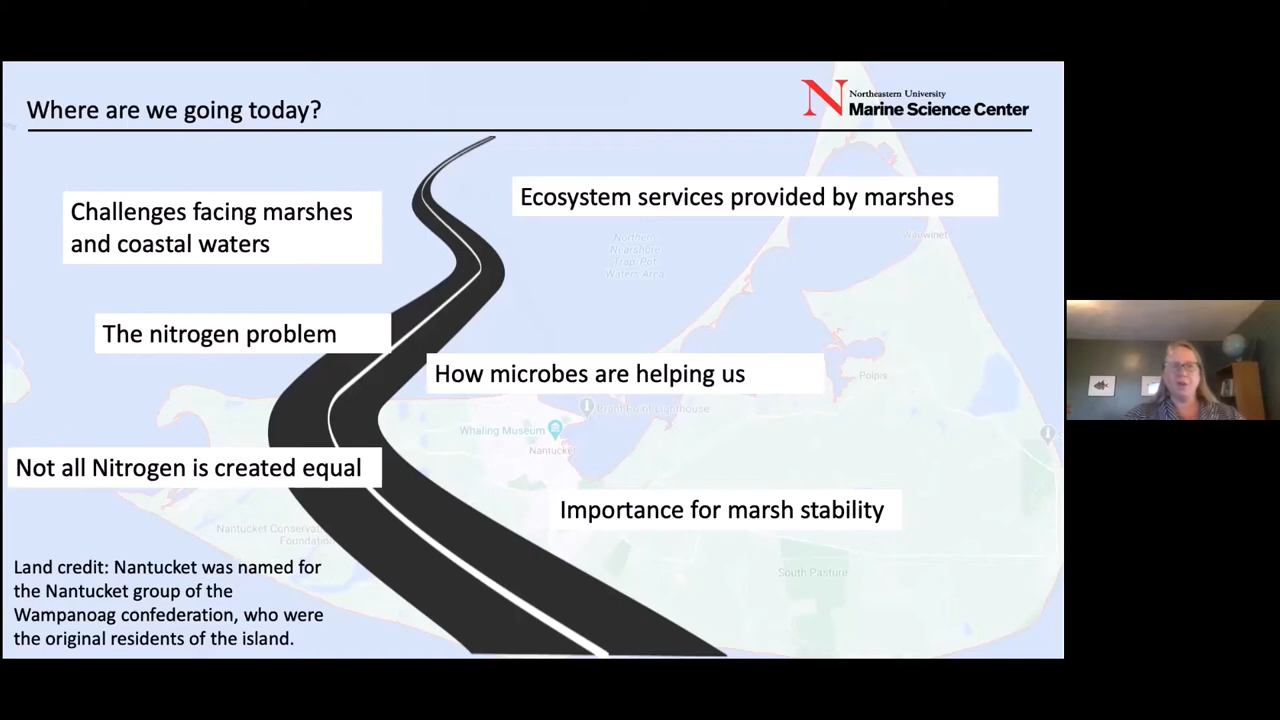 Where are we going today?
Northeastern University
Marine Science Center
Ecosystem services provided by marshes
Challenges facing marshes
and coastal waters
Wauwinet
Northern
Nearshore
Trap/Pot
Waters Area
The nitrogen problem
How microbes are helping us
Polpis
Brant Point Lighthouse
Whaling Museum
Nantucket
Not all Nitrogen is created equal
Importance for marsh stability
Nantucket Conservation
Foundation
South Pasture
Land credit: Nantucket was named for
the Nantucket group of the
Wampanoag confederation, who were
the original residents of the island.